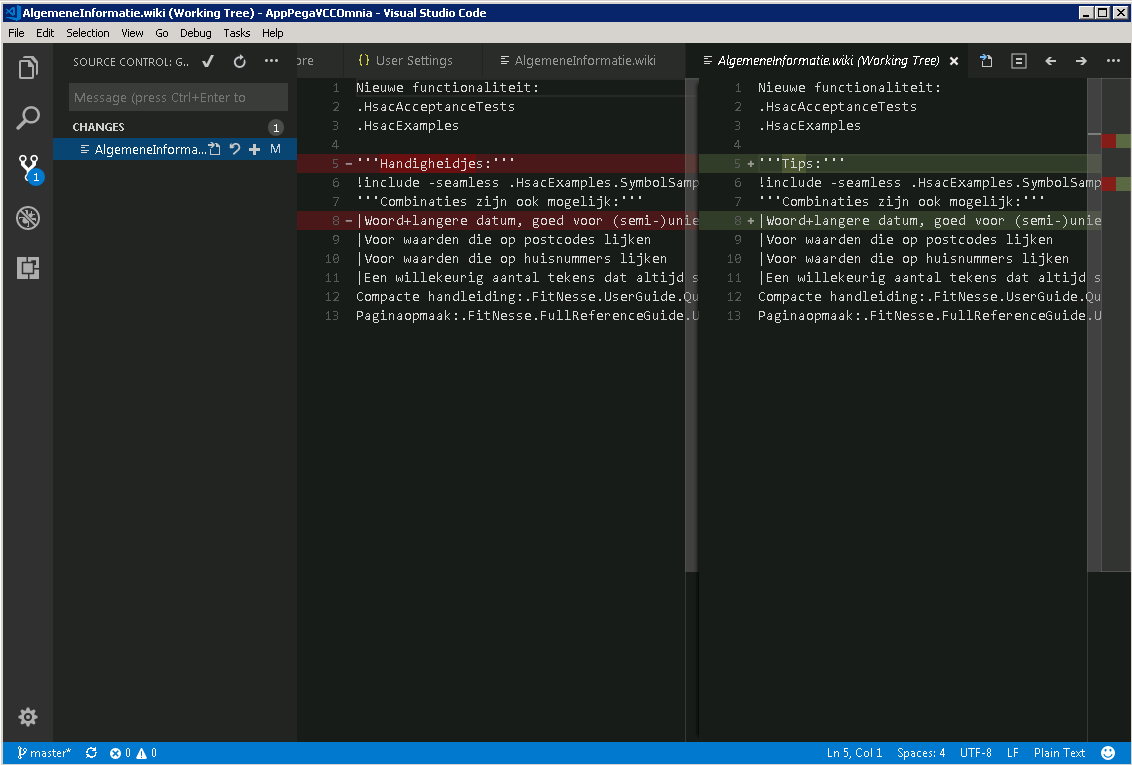 AlgemeneInformatie.wiki (Working Tree) - AppPegaVCCOmnia - Visual Studio Code
File Edit Selection View Go Debug Tasks Help
SOURCE CONTROL: G..
ore
{} User Settings
AlgemeneInformatie.wiki
AlgemeneInformatie.wiki (Working Tree)
Message (press Ctrl+Enter to
CHANGES 1
AlgemeneInforma... M
1
1 Nieuwe functionaliteit:
2 .HsacAcceptanceTests
3 .HsacExamples
4
5 - '''Handigheidjes:'''
6 !include -seamless .HsacExamples.SymbolSamp
7 '''Combinaties zijn ook mogelijk:'''
8 - |Woord+langere datum, goed voor (semi-)unie
9 |Voor waarden die op postcodes lijken
10 |Voor waarden die op huisnummers lijken
11 |Een willekeurig aantal tekens dat altijd s
12 Compacte handleiding:.FitNesse.UserGuide.Qu
13 Paginaopmaak:.FitNesse.FullReferenceGuide.U
1 Nieuwe functionaliteit:
2 .HsacAcceptanceTests
3 .HsacExamples
4
5 + '''Tips:'''
6 !include -seamless .HsacExamples.SymbolSamp
7 '''Combinaties zijn ook mogelijk:'''
8 + |Woord+langere datum, goed voor (semi-)unie
9 |Voor waarden die op postcodes lijken
10 |Voor waarden die op huisnummers lijken
11 |Een willekeurig aantal tekens dat altijd s
12 Compacte handleiding:.FitNesse.UserGuide.Qu
13 Paginaopmaak:.FitNesse.FullReferenceGuide.U
master* 0 0
Ln 5, Col 1 Spaces: 4 UTF-8 LF Plain Text